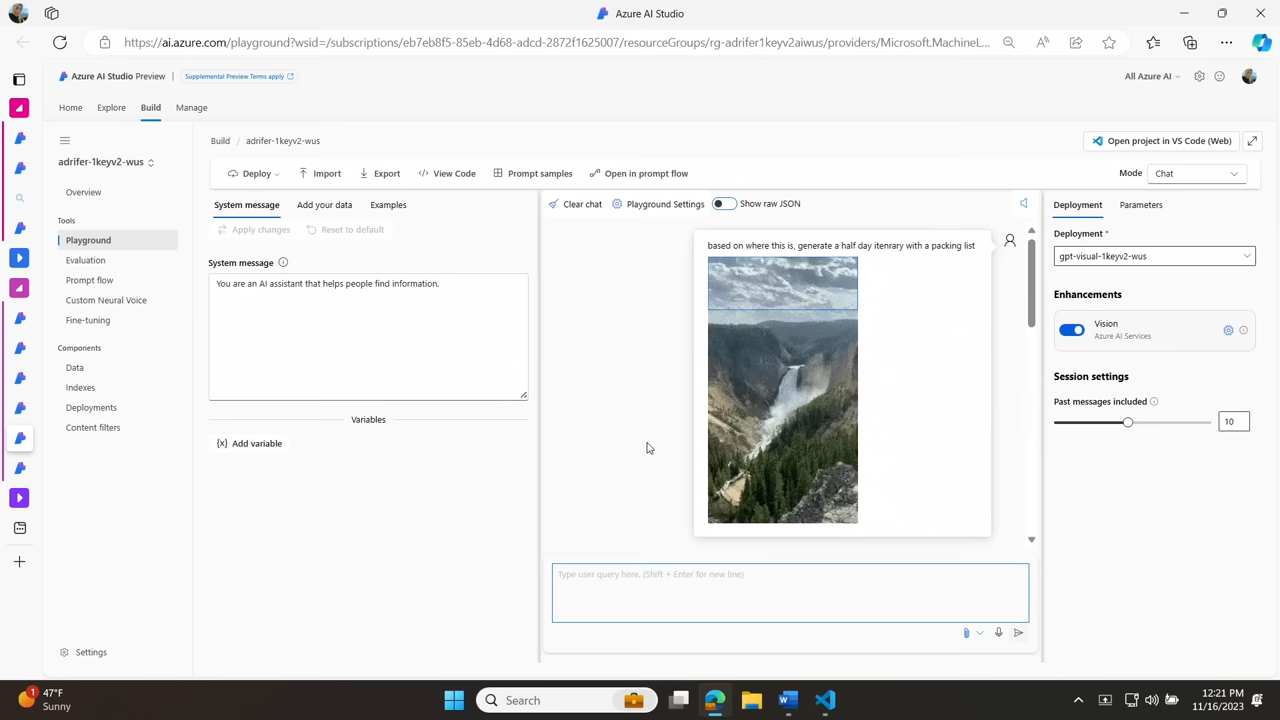 Azure AI Studio
https://ai.azure.com/playground?wsid=/subscriptions/eb7eb8f5-85eb-4d68-adcd-2872f1625007/resourceGroups/rg-adrifer1keyv2aiwus/providers/Microsoft.MachineL...
Azure AI Studio Preview | Supplemental Preview Terms apply
All Azure AI
Home Explore Build Manage
Build / adrifer-1keyv2-wus
Open project in VS Code (Web)
adrifer-1keyv2-wus
Overview
Tools
Playground
Evaluation
Prompt flow
Custom Neural Voice
Fine-tuning
Components
Data
Indexes
Deployments
Content filters
Settings
Deploy Import Export View Code Prompt samples Open in prompt flow
Mode Chat
System message Add your data Examples
Apply changes Reset to default
System message
You are an AI assistant that helps people find information.
Variables
{x} Add variable
Clear chat Playground Settings Show raw JSON
based on where this is, generate a half day itenrary with a packing list
Type user query here. (Shift + Enter for new line)
Deployment Parameters
Deployment *
gpt-visual-1keyv2-wus
Enhancements
Vision
Azure AI Services
Session settings
Past messages included
10
1
47°F
Sunny
Search
12:21 PM
11/16/2023